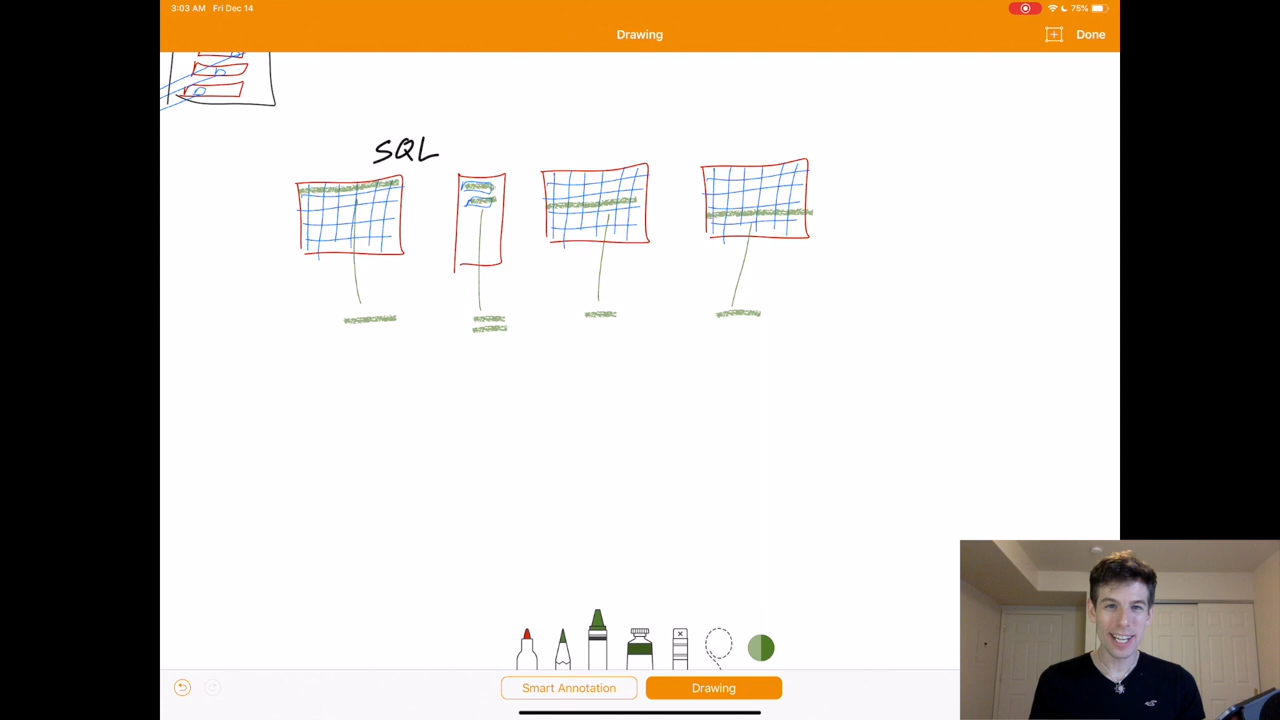 3:03 AM Fri Dec 14
75%
Drawing
Done
SQL
Smart Annotation
Drawing